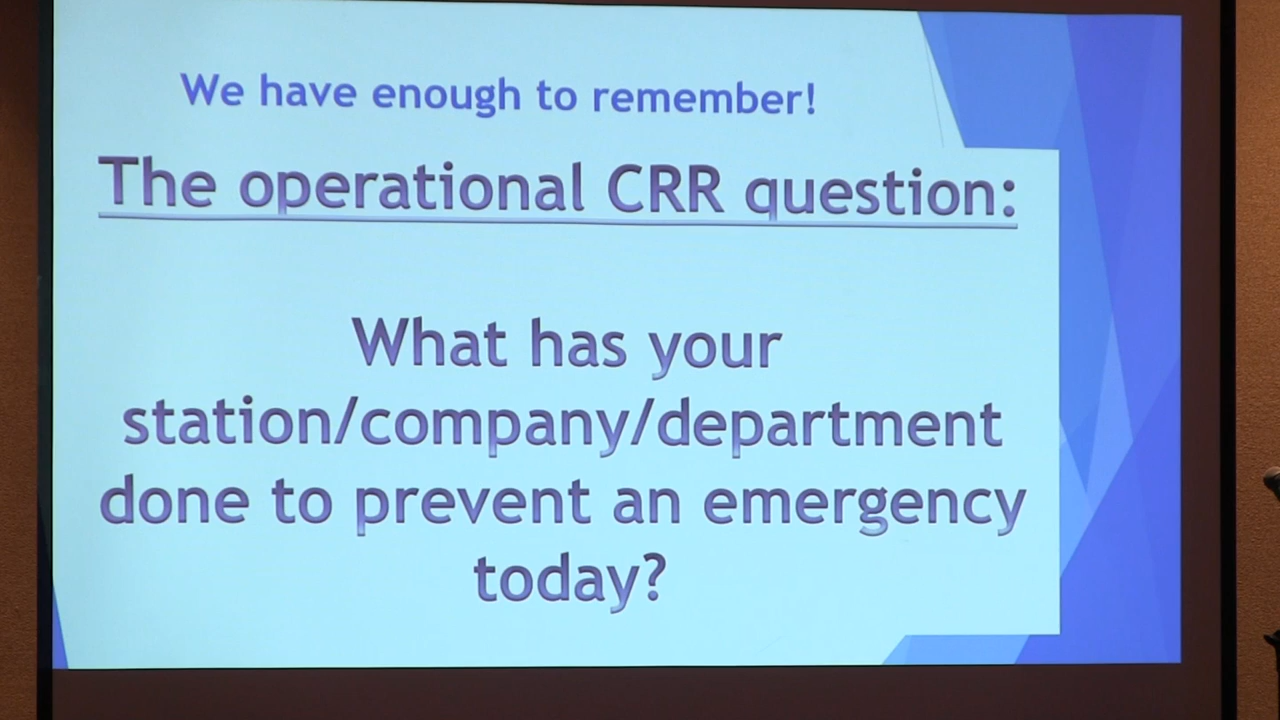 We have enough to remember!
The operational CRR question:
What has your
station/company/department
done to prevent an emergency
today?